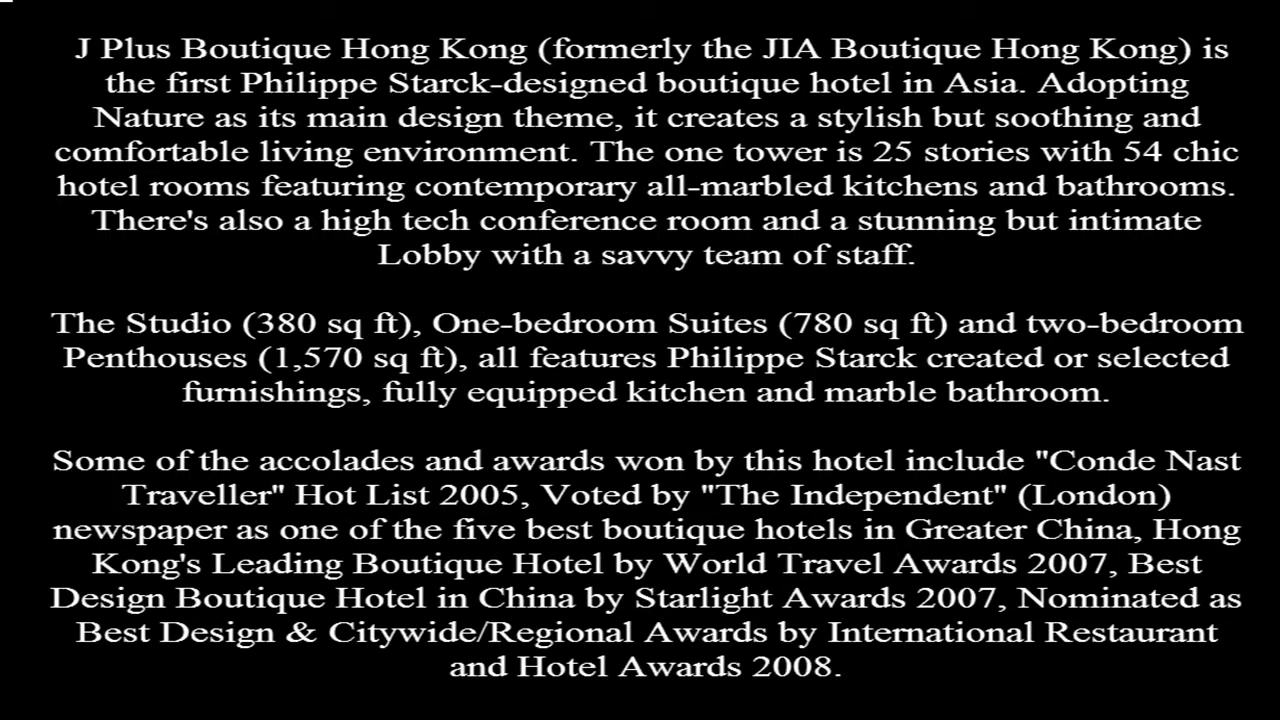 J Plus Boutique Hong Kong (formerly the JIA Boutique Hong Kong) is
the first Philippe Starck-designed boutique hotel in Asia. Adopting
Nature as its main design theme, it creates a stylish but soothing and
comfortable living environment. The one tower is 25 stories with 54 chic
hotel rooms featuring contemporary all-marbled kitchens and bathrooms.
There's also a high tech conference room and a stunning but intimate
Lobby with a savvy team of staff.
The Studio (380 sq ft), One-bedroom Suites (780 sq ft) and two-bedroom
Penthouses (1,570 sq ft), all features Philippe Starck created or selected
furnishings, fully equipped kitchen and marble bathroom.
Some of the accolades and awards won by this hotel include "Conde Nast
Traveller" Hot List 2005, Voted by "The Independent" (London)
newspaper as one of the five best boutique hotels in Greater China, Hong
Kong's Leading Boutique Hotel by World Travel Awards 2007, Best
Design Boutique Hotel in China by Starlight Awards 2007, Nominated as
Best Design & Citywide/Regional Awards by International Restaurant
and Hotel Awards 2008.